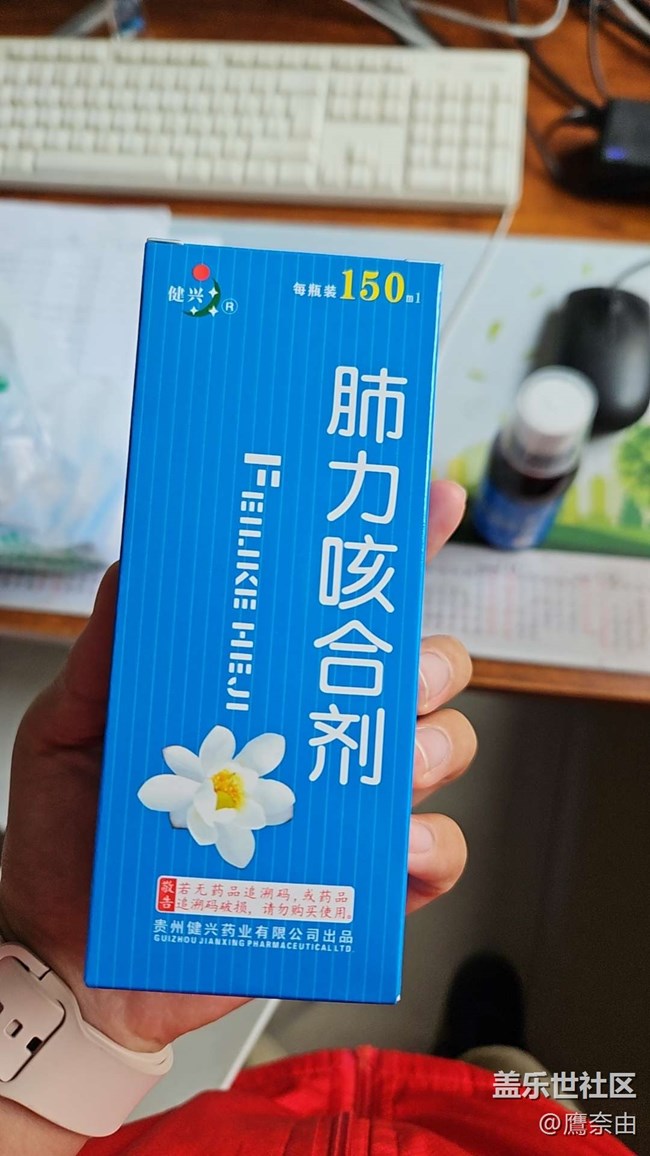 健兴
®
每瓶装150ml
肺力咳合剂
FEILIKE HEJI
敬告
若无药品追溯码，或药品
追溯码破损，请勿购买使用。
贵州健兴药业有限公司出品
GUIZHOU JIANXING PHARMACEUTICAL LTD.
盖乐世社区
@鷹奈由